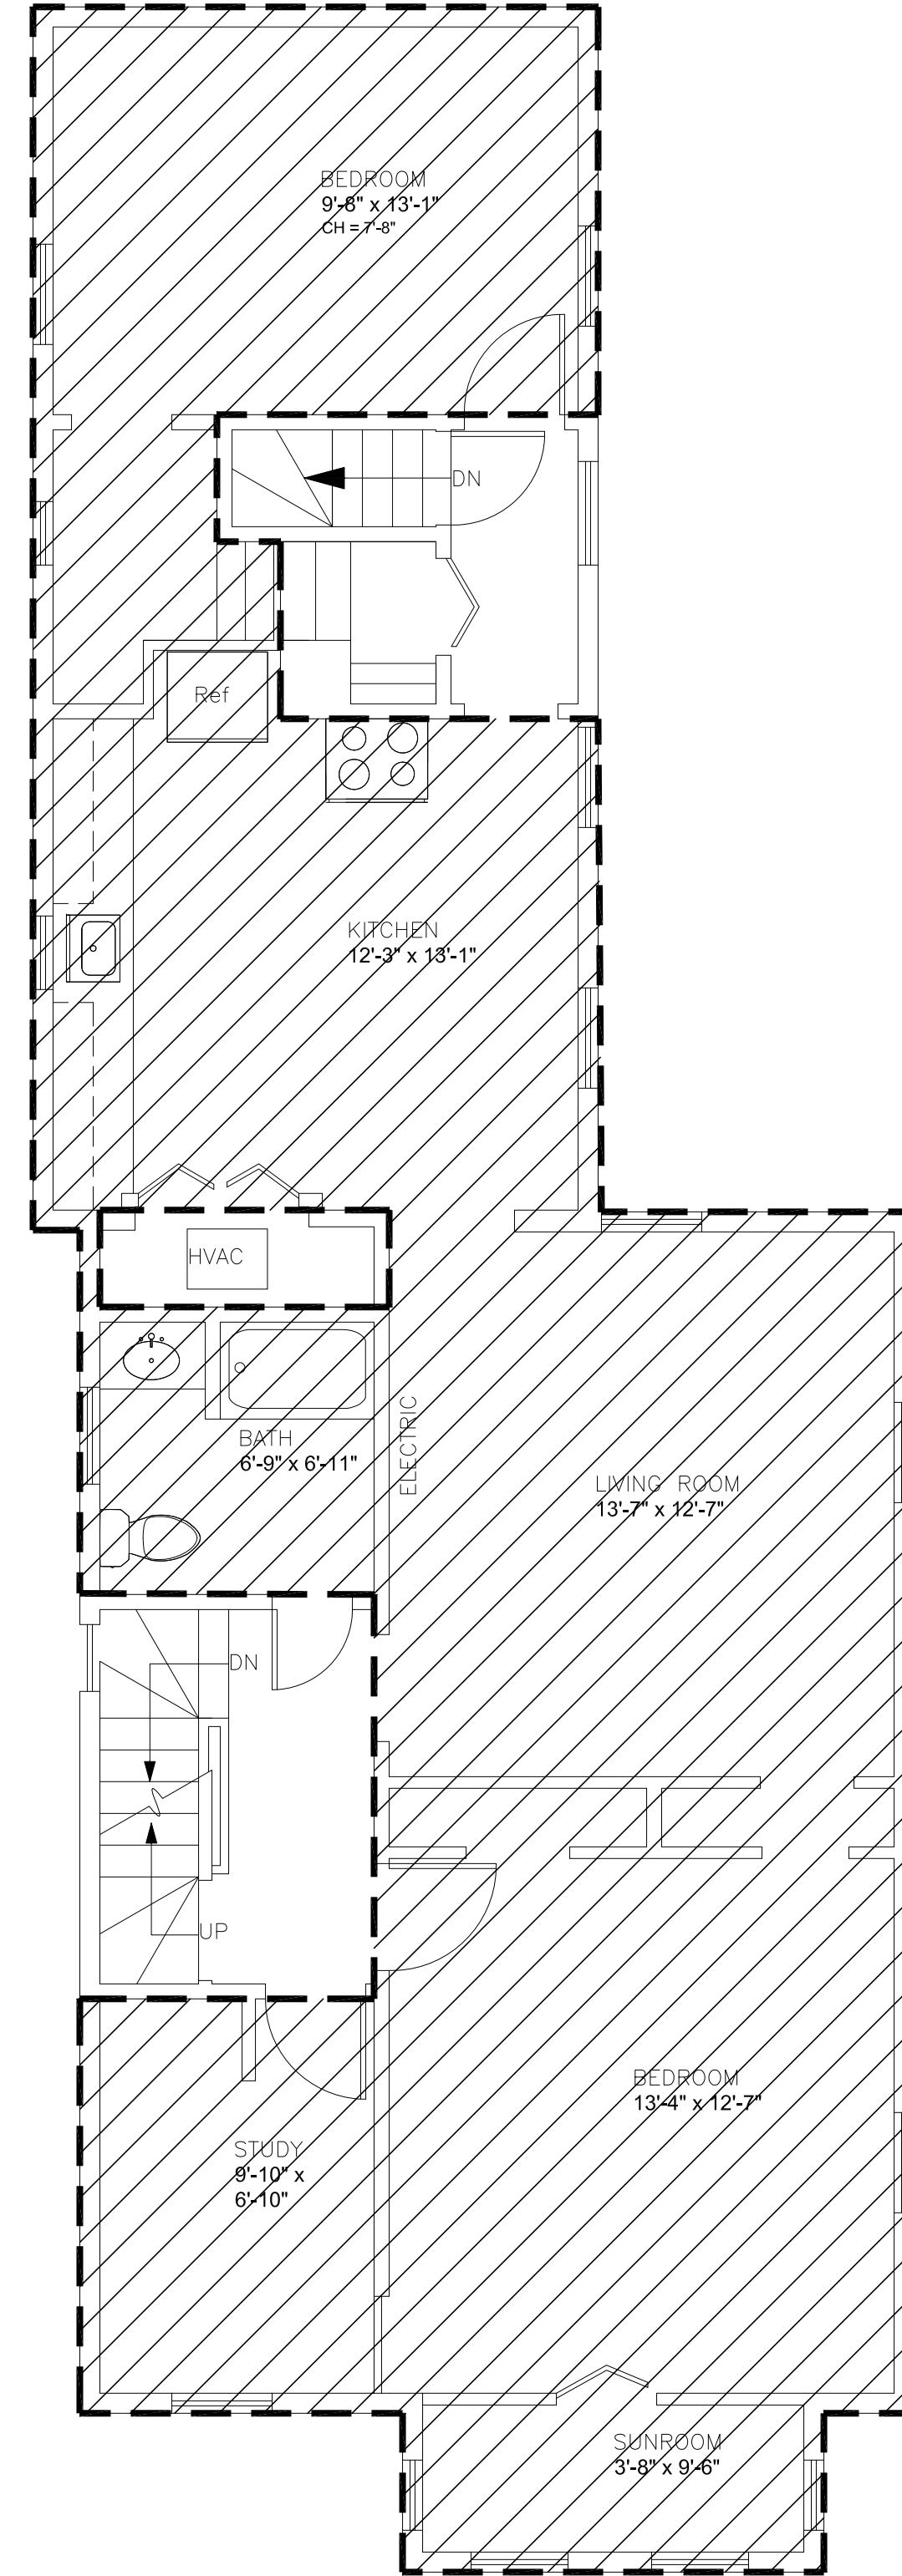 BEDROOM
9'-8" x 13'-1"
CH = 7'-8"
DN
Ref
KITCHEN
12'-3" x 13'-1"
HVAC
BATH
6'-9" x 6'-11"
ELECTRIC
LIVING ROOM
13'-7" x 12'-7"
DN
UP
BEDROOM
13'-4" x 12'-7"
STUDY
9'-10" x
6'-10"
SUNROOM
3'-8" x 9'-6"